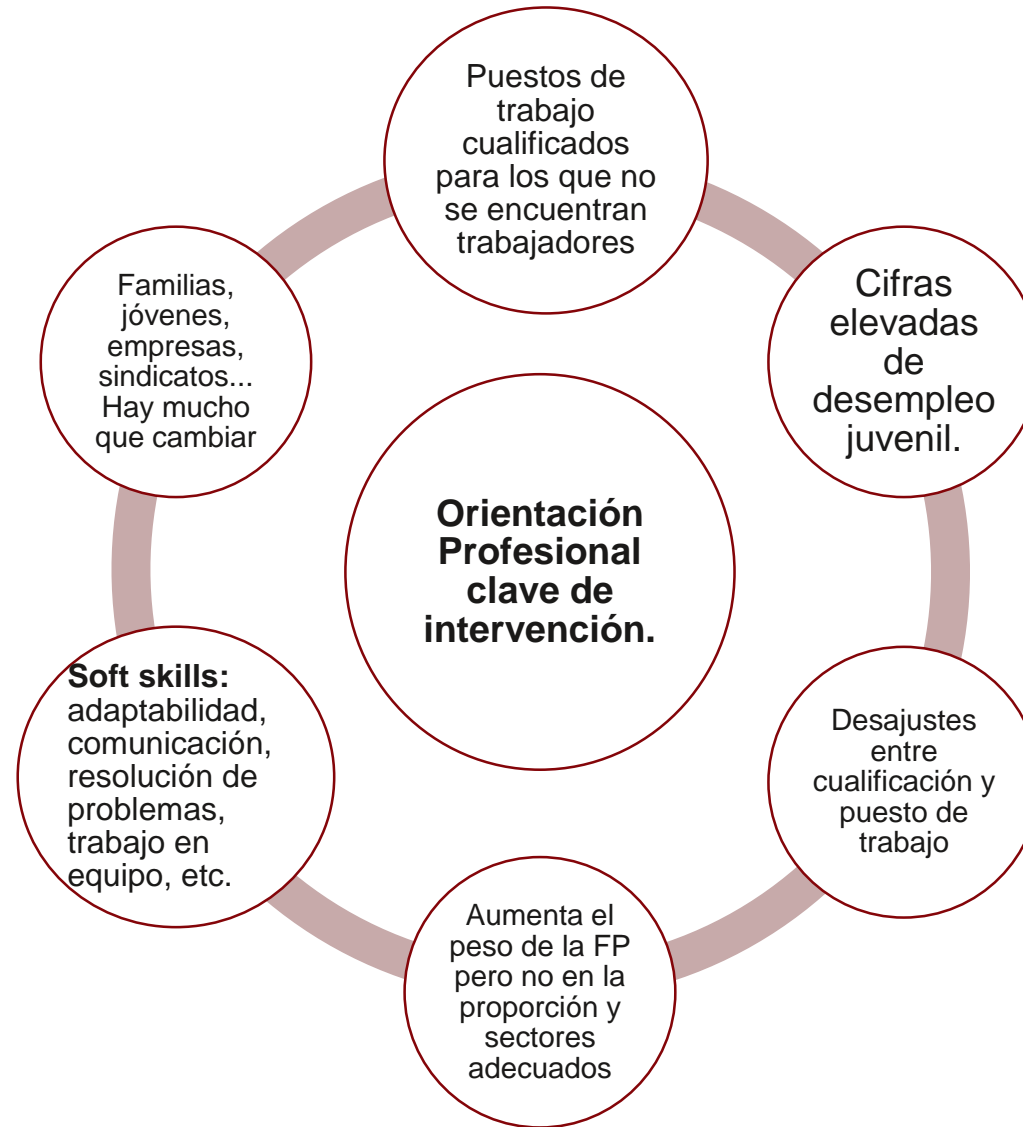 Puestos de
trabajo
cualificados
para los que no
se encuentran
trabajadores
Cifras
elevadas
de
desempleo
juvenil.
Desajustes
entre
cualificación y
puesto de
trabajo
Aumenta el
peso de la FP
pero no en la
proporción y
sectores
adecuados
Soft skills:
adaptabilidad,
comunicación,
resolución de
problemas,
trabajo en
equipo, etc.
Familias,
jóvenes,
empresas,
sindicatos...
Hay mucho
que cambiar
Orientación
Profesional
clave de
intervención.